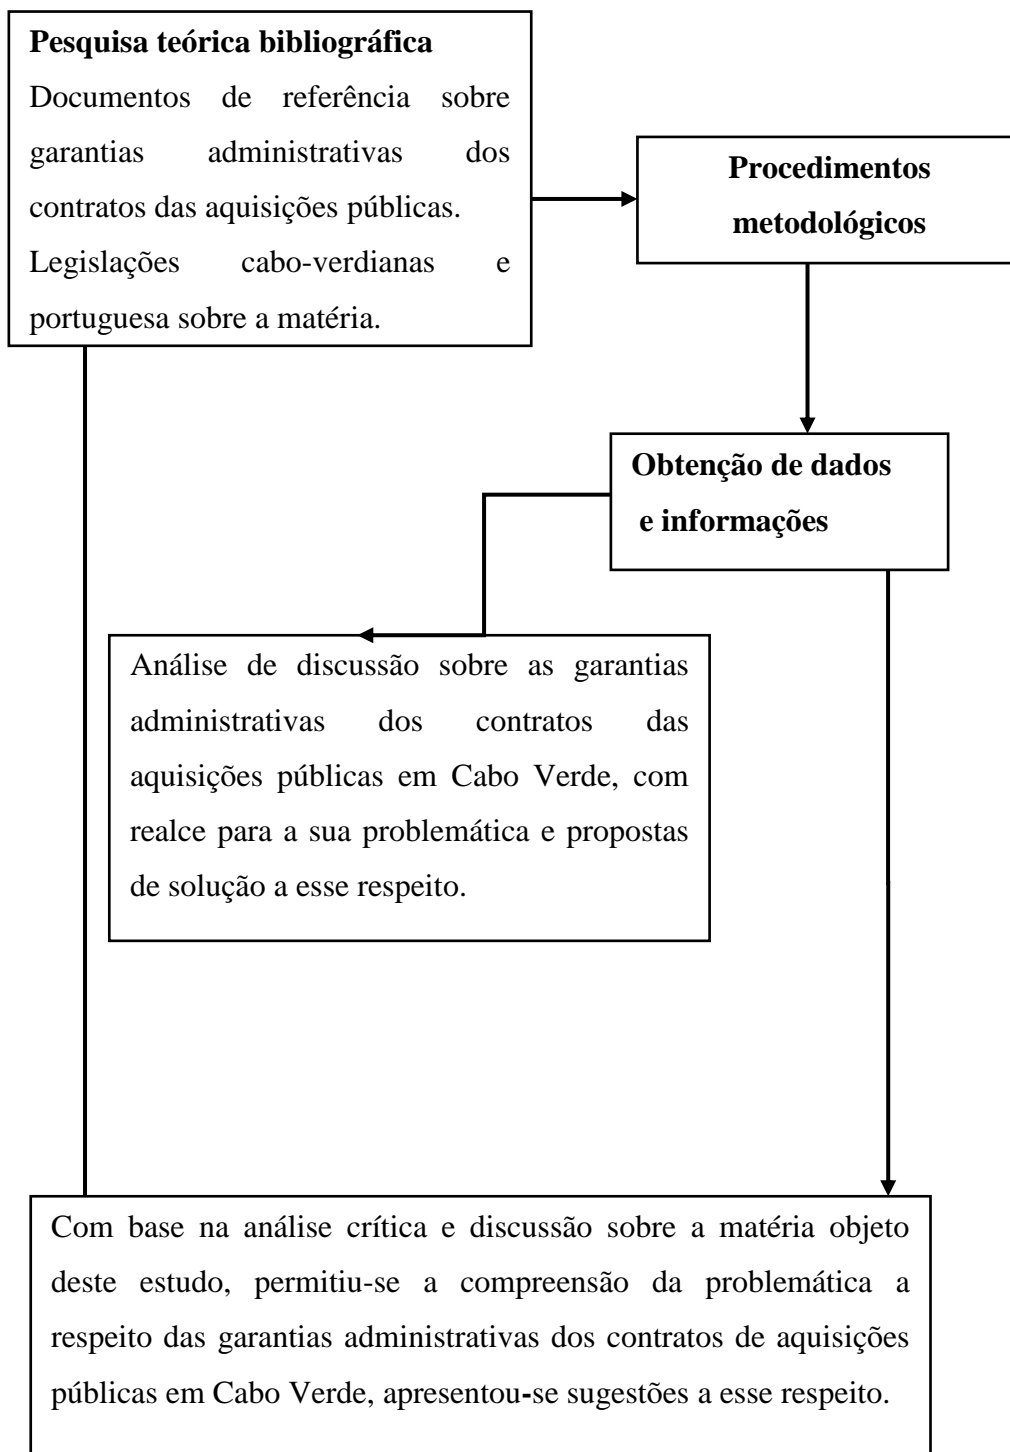 Pesquisa teórica bibliográfica
Documentos de referência sobre
garantias administrativas dos
contratos das aquisições públicas.
Legislações cabo-verdianas e
portuguesa sobre a matéria.
Procedimentos
metodológicos
Obtenção de dados
e informações
Análise de discussão sobre as garantias
administrativas dos contratos das
aquisições públicas em Cabo Verde, com
realce para a sua problemática e propostas
de solução a esse respeito.
Com base na análise crítica e discussão sobre a matéria objeto
deste estudo, permitiu-se a compreensão da problemática a
respeito das garantias administrativas dos contratos de aquisições
públicas em Cabo Verde, apresentou-se sugestões a esse respeito.